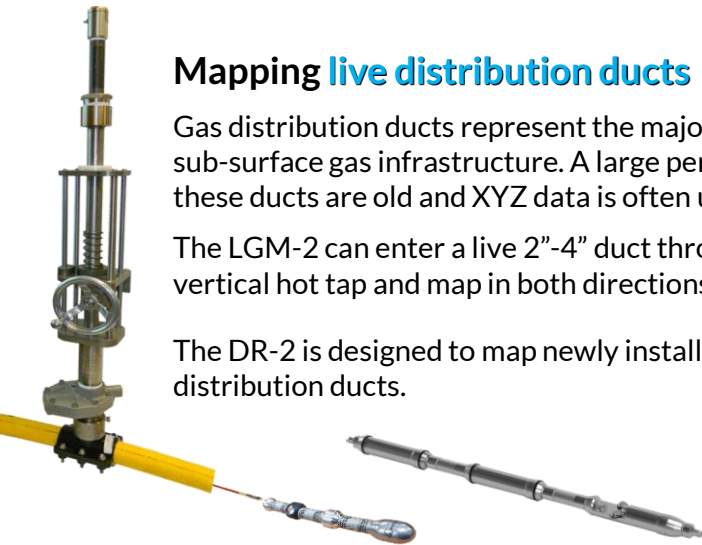 Mapping live distribution ducts
Gas distribution ducts represent the majo
sub-surface gas infrastructure. A large per
these ducts are old and XYZ data is often u
The LGM-2 can enter a live 2”-4” duct thro
vertical hot tap and map in both directions
The DR-2 is designed to map newly install
distribution ducts.